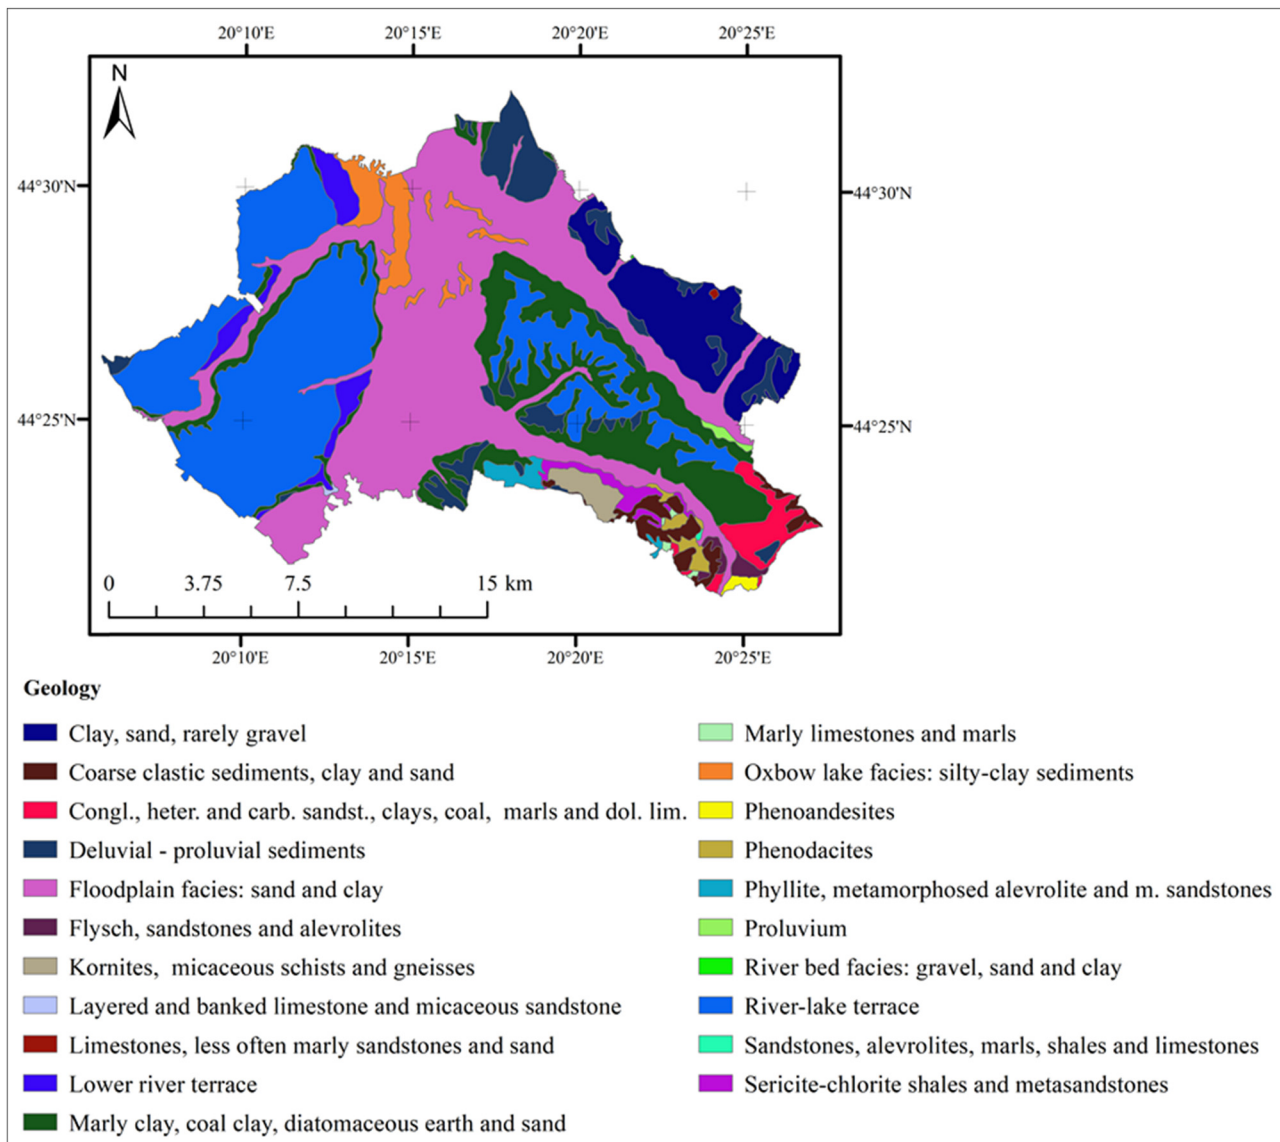 20°10'E 20°15'E 20°20'E 20°25'E
N
44°30'N 44°30'N
44°25'N 44°25'N
0 3.75 7.5 15 km
20°10'E 20°15'E 20°20'E 20°25'E
Geology
Clay, sand, rarely gravel
Coarse clastic sediments, clay and sand
Congl., heter. and carb. sandst., clays, coal, marls and dol. lim.
Deluvial - proluvial sediments
Floodplain facies: sand and clay
Flysch, sandstones and alevrolites
Kornites, micaceous schists and gneisses
Layered and banked limestone and micaceous sandstone
Limestones, less often marly sandstones and sand
Lower river terrace
Marly clay, coal clay, diatomaceous earth and sand
Marly limestones and marls
Oxbow lake facies: silty-clay sediments
Phenoandesites
Phenodacites
Phyllite, metamorphosed alevrolite and m. sandstones
Proluvium
River bed facies: gravel, sand and clay
River-lake terrace
Sandstones, alevrolites, marls, shales and limestones
Sericite-chlorite shales and metasandstones